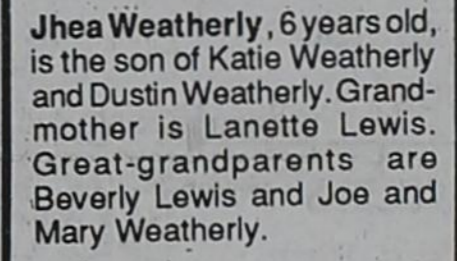 Jhea Weatherly, 6 years old,
is the son of Katie Weatherly
and Dustin Weatherly. Grand-
mother is Lanette Lewis.
Great-grandparents are
Beverly Lewis and Joe and
Mary Weatherly.